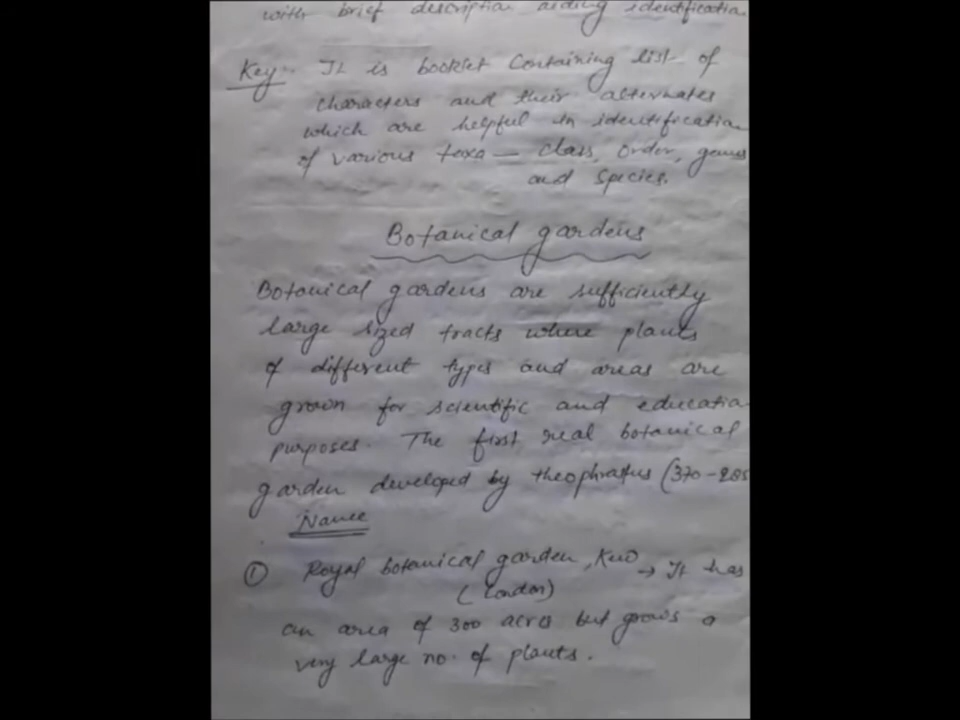 with brief description aiding identification
Key:- It is booklet Containing list of
characters and their alternates
which are helpful in identification
of various taxa — Class, order, genus
and Species.
Botanical gardens
Botanical gardens are sufficiently
large sized tracts where plants
of different types and areas are
grown for scientific and educatio
purposes. The first real botanical
garden developed by theophrastus (370-285
Name
① Royal botanical garden, Kew → It has
(London)
an area of 300 acres but grows a
very large no. of plants.